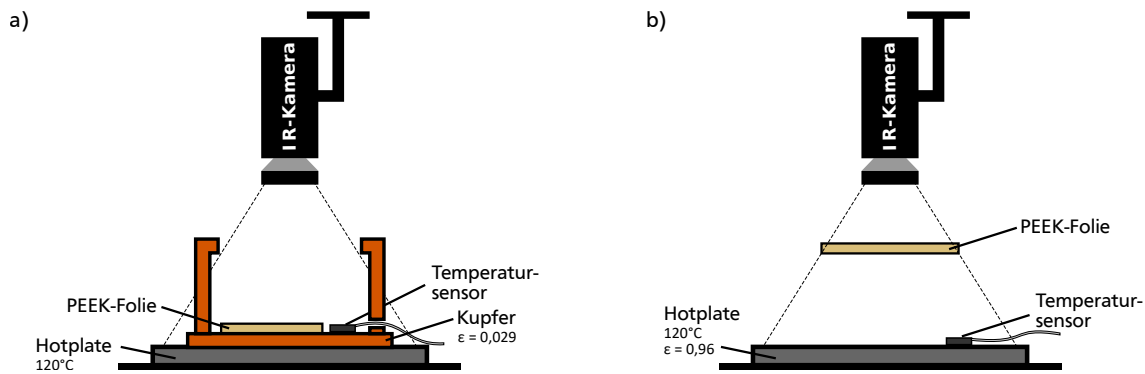 a)
IR-Kamera
PEEK-Folie
Temperatur-
sensor
Kupfer
ε = 0,029
Hotplate
120°C
b)
IR-Kamera
PEEK-Folie
Hotplate
120°C
ε = 0,96
Temperatur-
sensor